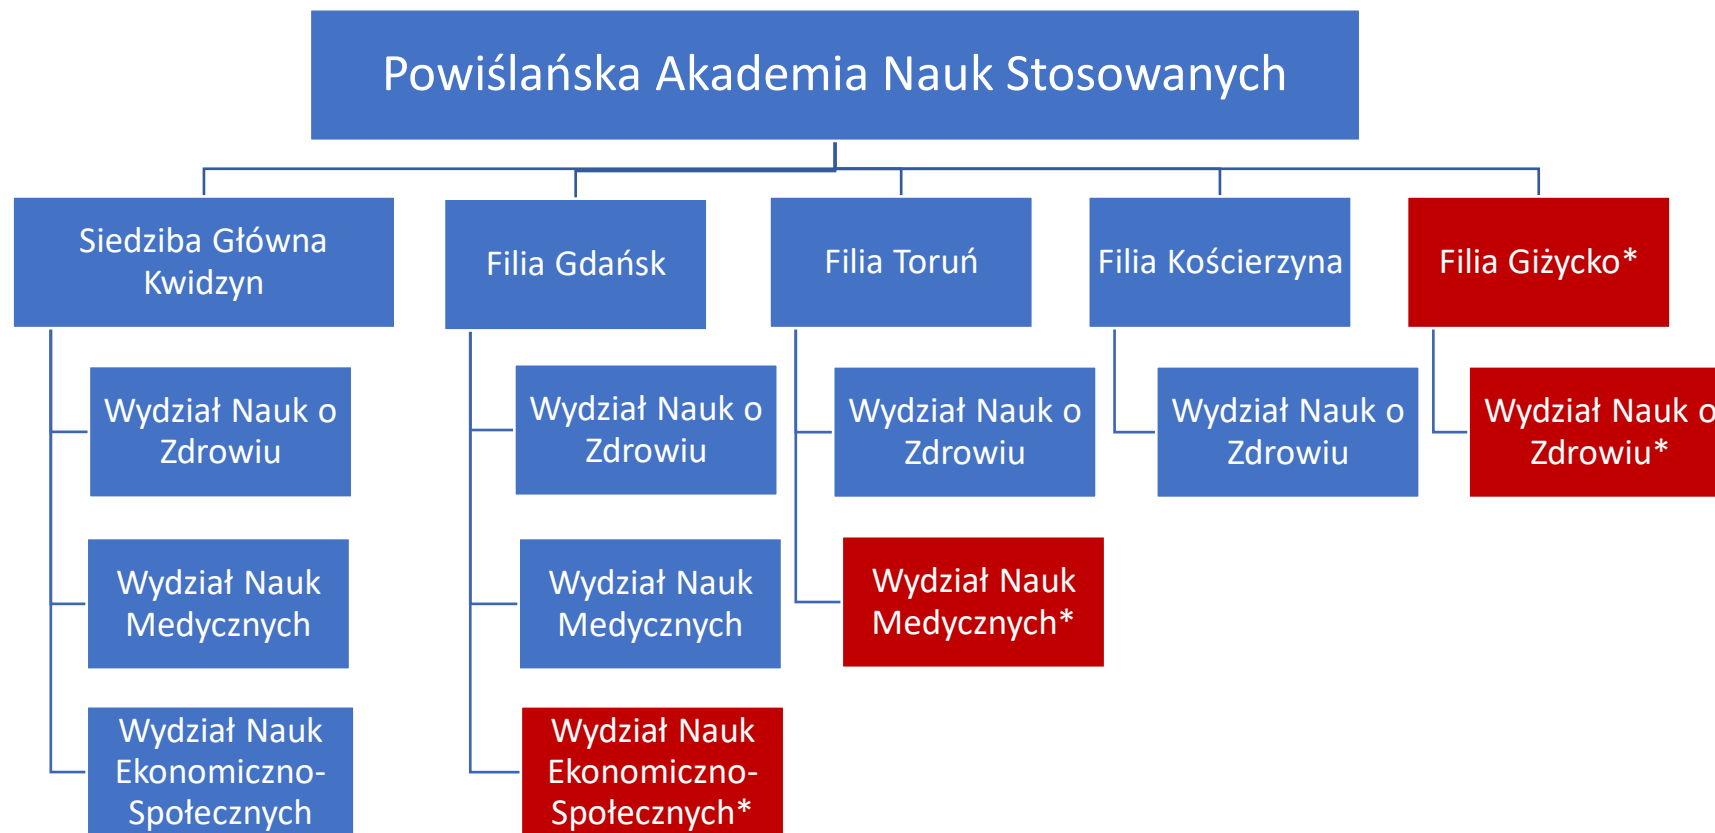 Powiślańska Akademia Nauk Stosowanych
Siedziba Główna
Kwidzyn
Filia Gdańsk
Filia Toruń
Filia Kościerzyna
Filia Giżycko*
Wydział Nauk o
Zdrowiu
Wydział Nauk o
Zdrowiu
Wydział Nauk o
Zdrowiu
Wydział Nauk o
Zdrowiu
Wydział Nauk o
Zdrowiu*
Wydział Nauk
Medycznych
Wydział Nauk
Medycznych
Wydział Nauk
Medycznych*
Wydział Nauk
Ekonomiczno-
Społecznych
Wydział Nauk
Ekonomiczno-
Społecznych*